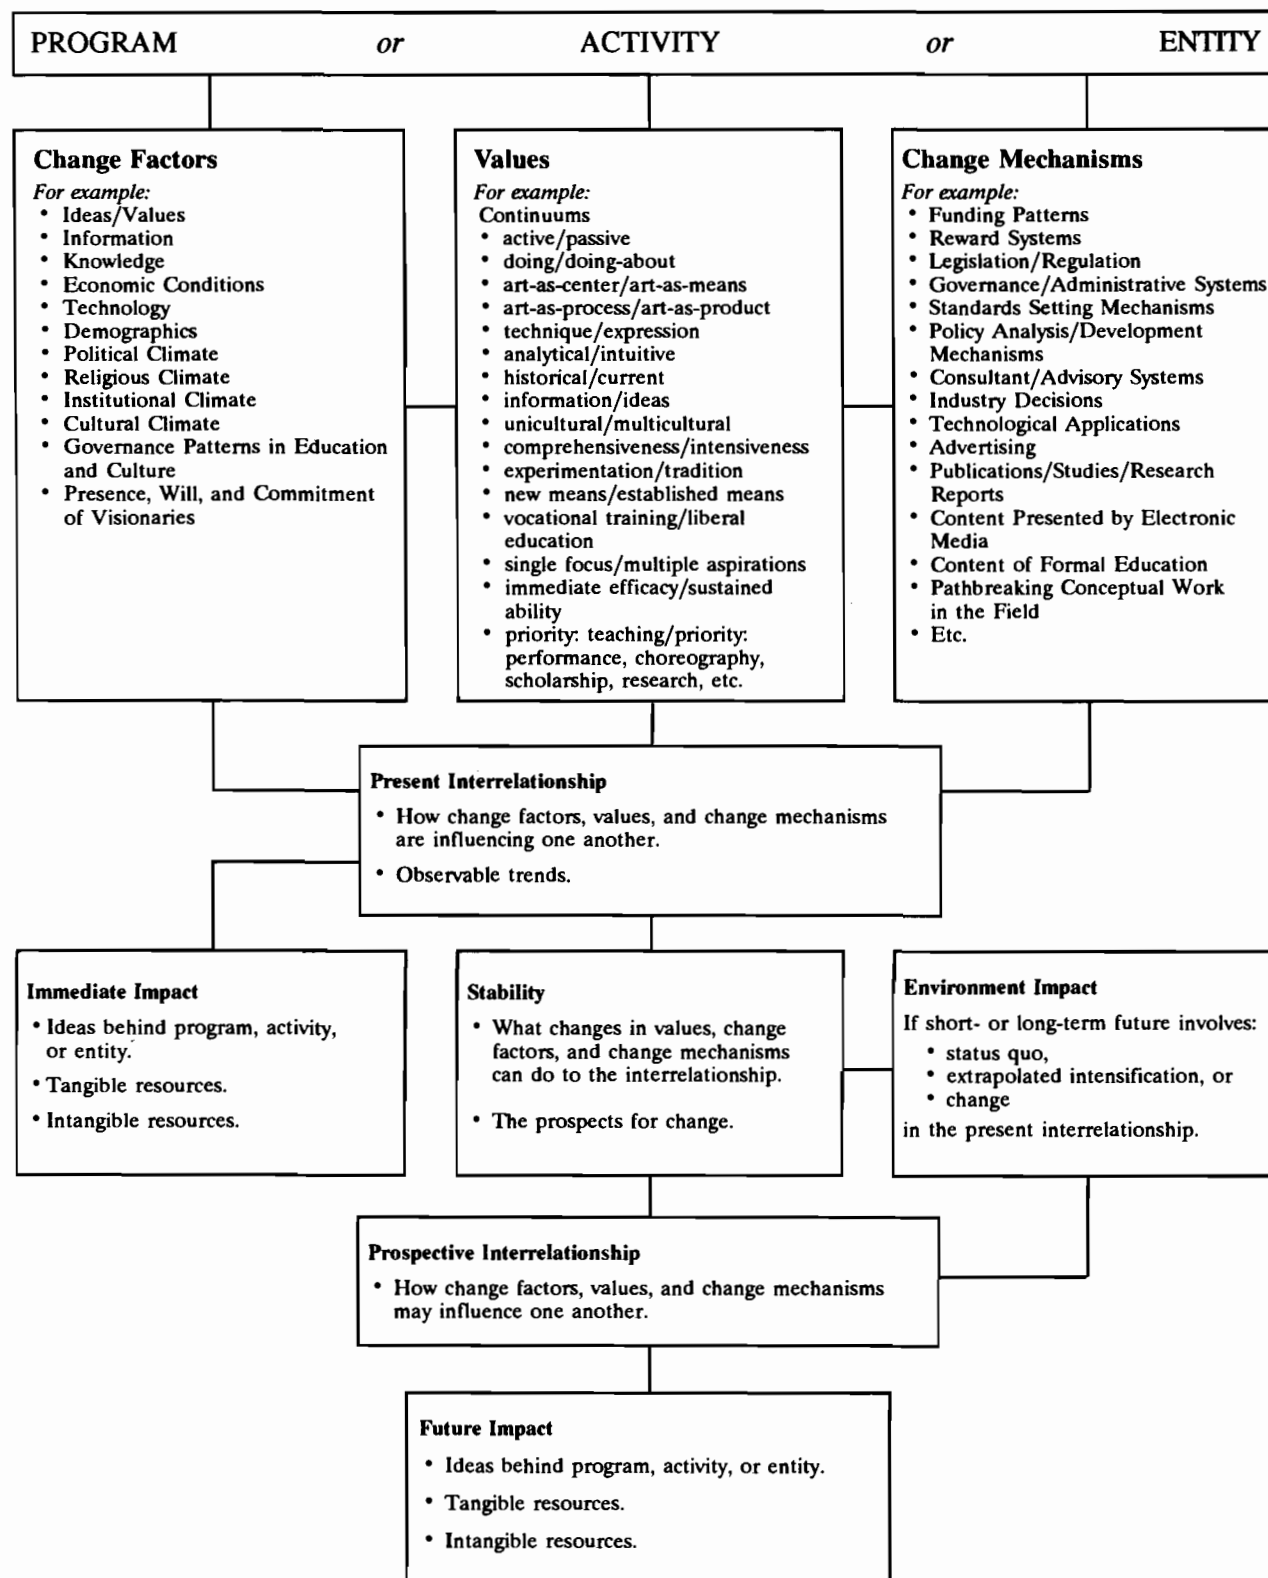 PROGRAM or ACTIVITY or ENTITY
Change Factors
For example:
• Ideas/Values
• Information
• Knowledge
• Economic Conditions
• Technology
• Demographics
• Political Climate
• Religious Climate
• Institutional Climate
• Cultural Climate
• Governance Patterns in Education
and Culture
• Presence, Will, and Commitment
of Visionaries
Values
For example:
Continuums
• active/passive
• doing/doing-about
• art-as-center/art-as-means
• art-as-process/art-as-product
• technique/expression
• analytical/intuitive
• historical/current
• information/ideas
• unicultural/multicultural
• comprehensiveness/intensiveness
• experimentation/tradition
• new means/established means
• vocational training/liberal
education
• single focus/multiple aspirations
• immediate efficacy/sustained
ability
• priority: teaching/priority:
performance, choreography,
scholarship, research, etc.
Change Mechanisms
For example:
• Funding Patterns
• Reward Systems
• Legislation/Regulation
• Governance/Administrative Systems
• Standards Setting Mechanisms
• Policy Analysis/Development
Mechanisms
• Consultant/Advisory Systems
• Industry Decisions
• Technological Applications
• Advertising
• Publications/Studies/Research
Reports
• Content Presented by Electronic
Media
• Content of Formal Education
• Pathbreaking Conceptual Work
in the Field
• Etc.
Present Interrelationship
• How change factors, values, and change mechanisms
are influencing one another.
• Observable trends.
Immediate Impact
• Ideas behind program, activity,
or entity.
• Tangible resources.
• Intangible resources.
Stability
• What changes in values, change
factors, and change mechanisms
can do to the interrelationship.
• The prospects for change.
Environment Impact
If short- or long-term future involves:
• status quo,
• extrapolated intensification, or
• change
in the present interrelationship.
Prospective Interrelationship
• How change factors, values, and change mechanisms
may influence one another.
Future Impact
• Ideas behind program, activity, or entity.
• Tangible resources.
• Intangible resources.